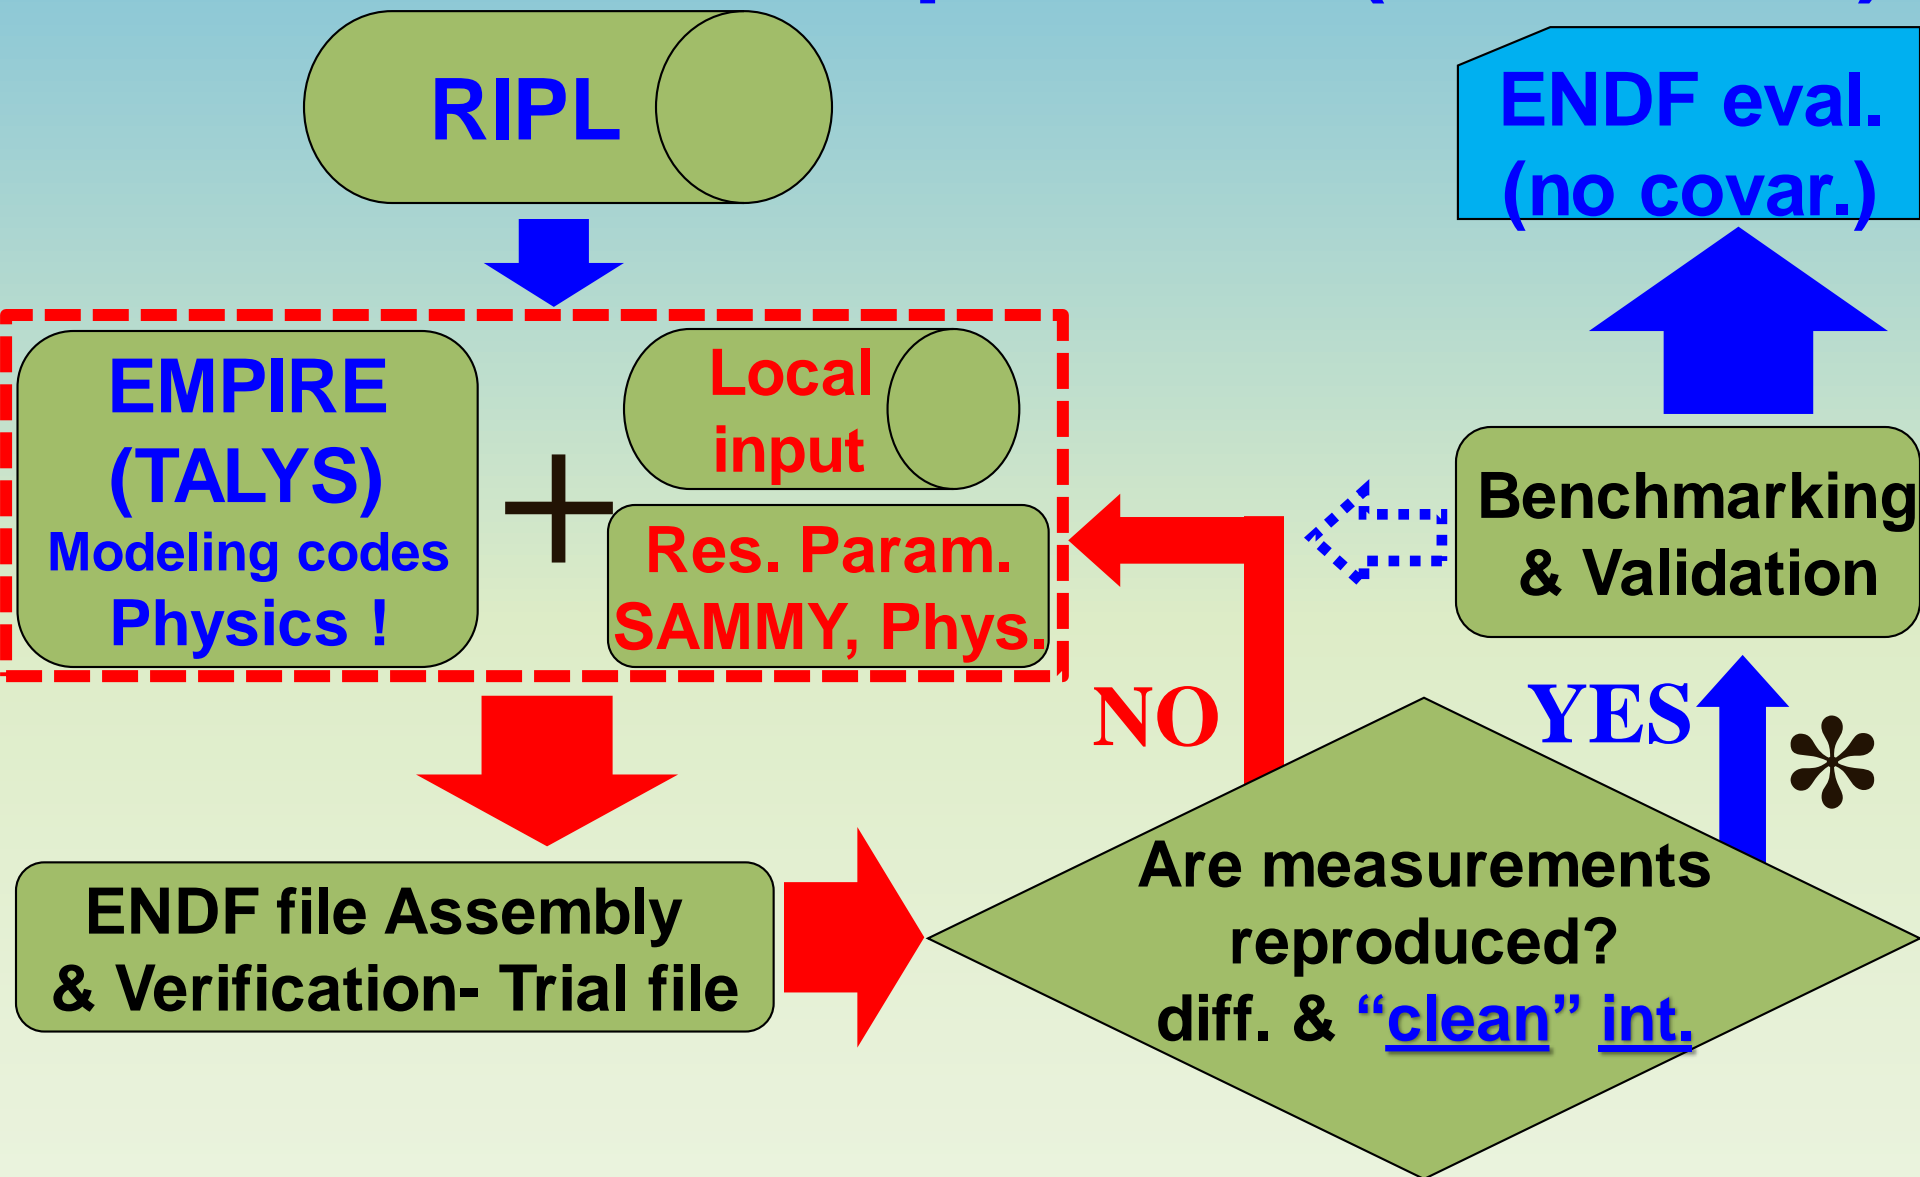 RIPL
ENDF eval.
(no covar.)
EMPIRE
(TALYS)
Modeling codes
Physics !
+
Local
input
Res. Param.
SAMMY, Phys.
Benchmarking
& Validation
NO
YES
*
ENDF file Assembly
& Verification- Trial file
Are measurements
reproduced?
diff. & “clean” int.